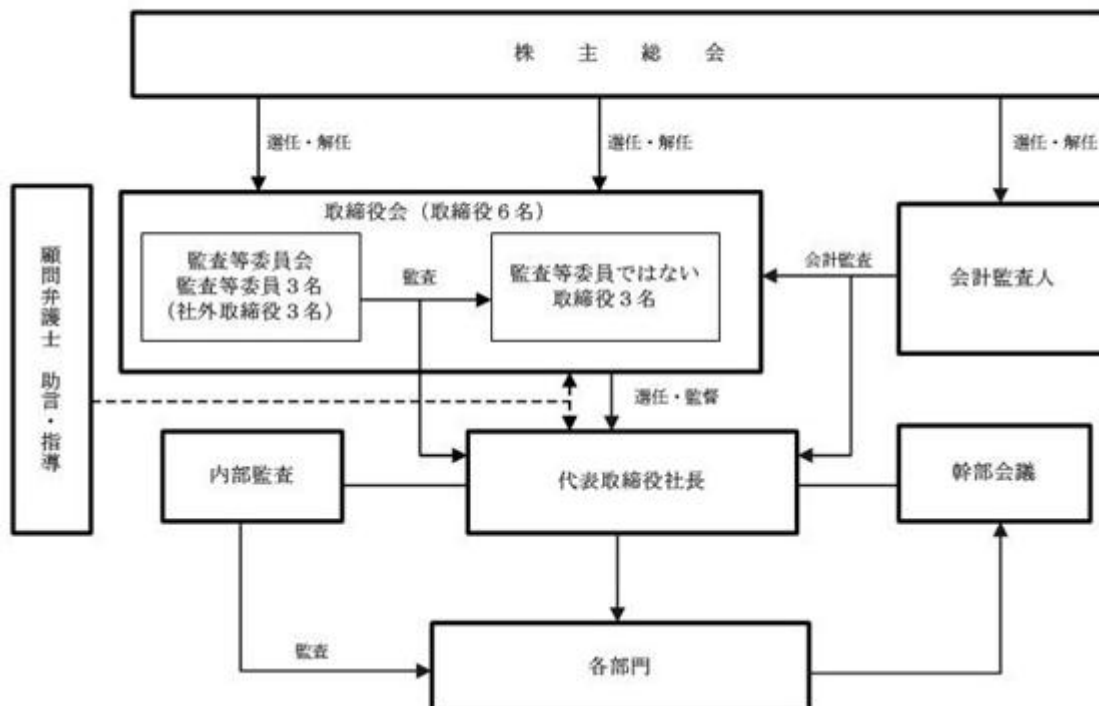 株主総会
選任・解任
選任・解任
選任・解任
取締役会（取締役６名）
監査等委員会
監査等委員３名
（社外取締役３名）
監査
監査等委員ではない
取締役３名
会計監査
会計監査人
顧問弁護士　助言・指導
選任・監督
内部監査
代表取締役社長
幹部会議
監査
各部門